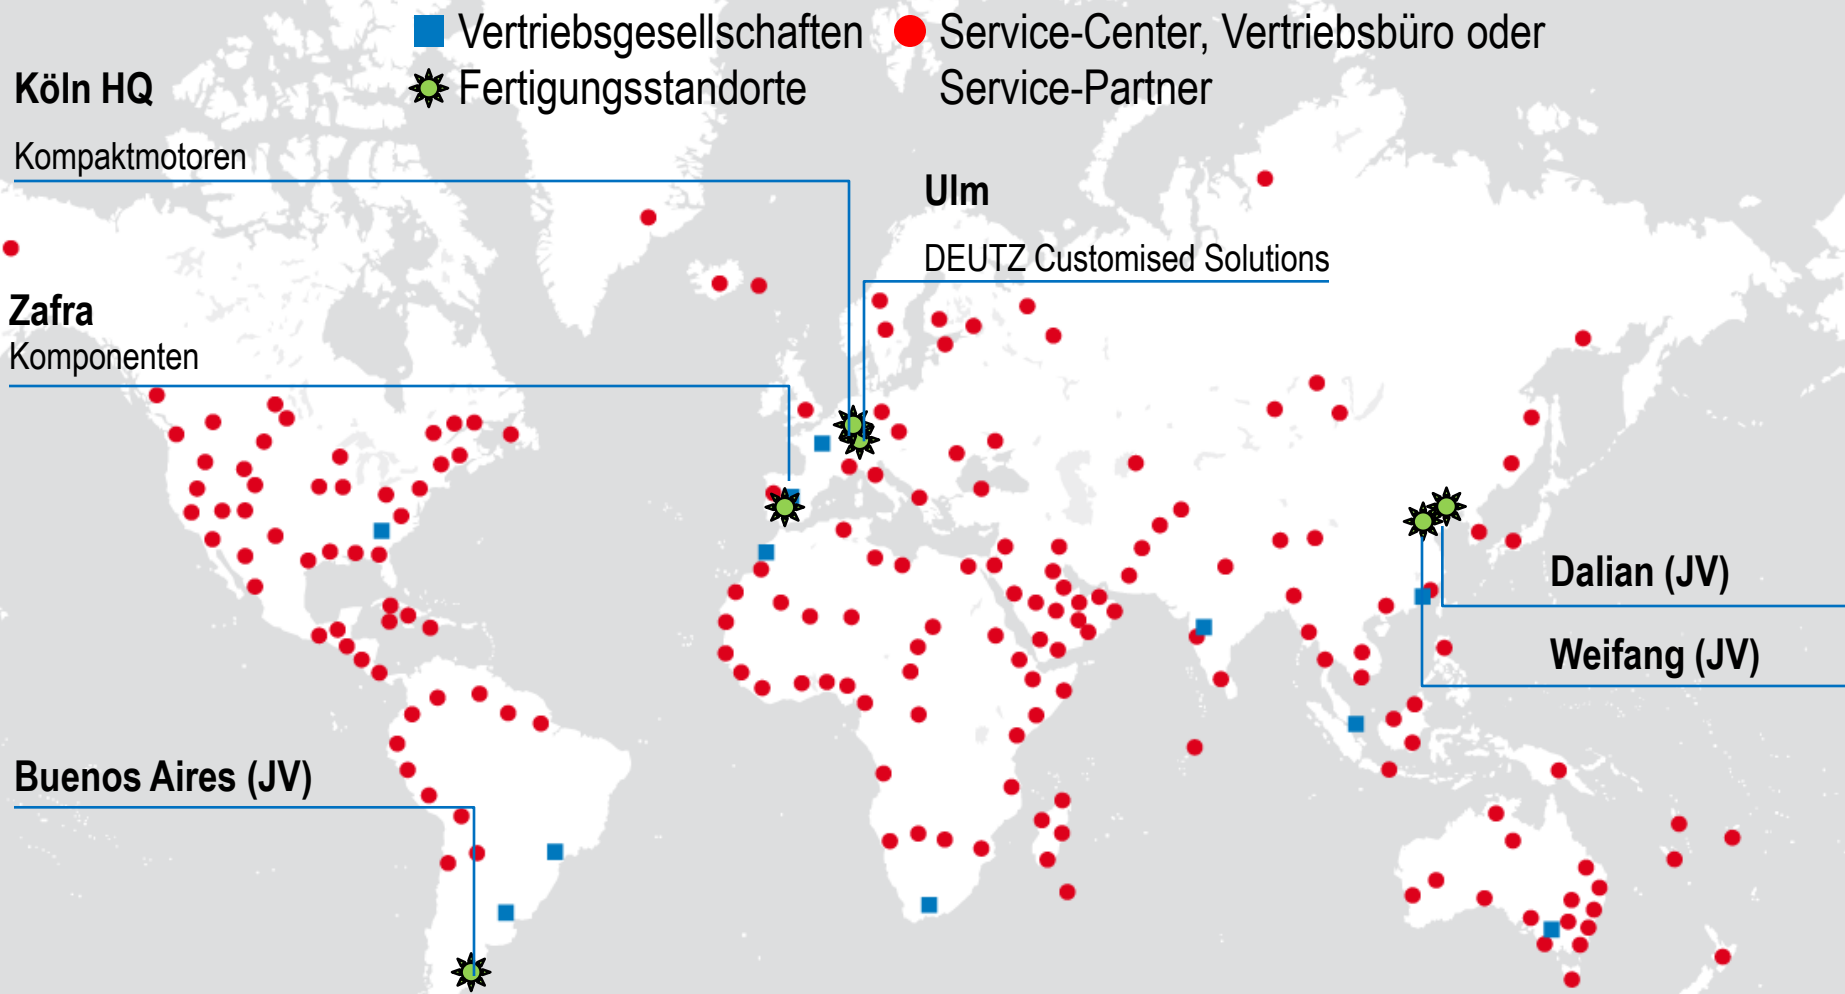 Vertriebsgesellschaften
Service-Center, Vertriebsbüro oder
Fertigungsstandorte
Service-Partner
Köln HQ
Kompaktmotoren
Ulm
DEUTZ Customised Solutions
Zafra
Komponenten
Dalian (JV)
Weifang (JV)
Buenos Aires (JV)